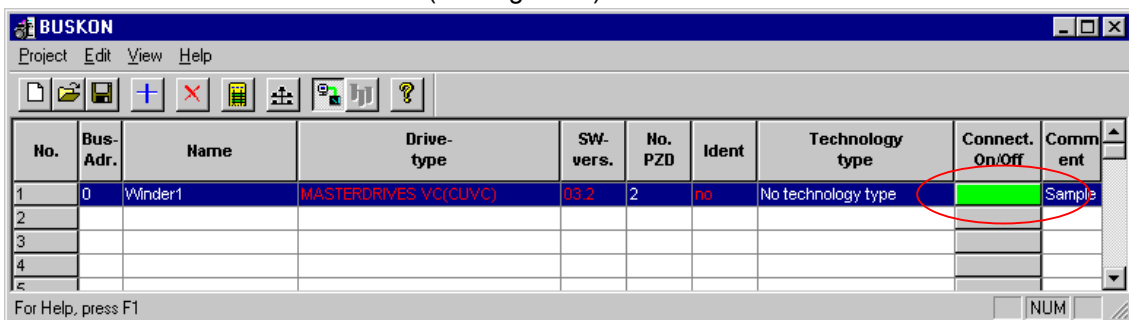 BUSKON
Project Edit View Help
No. Bus-Adr. Name Drive-type SW-vers. No. PZD Ident Technology type Connect. On/Off Comment
1 0 Winder1 MASTERDRIVES VC(CUVC) 03.2 2 no No technology type Sample
2
3
4
5
For Help, press F1 NUM